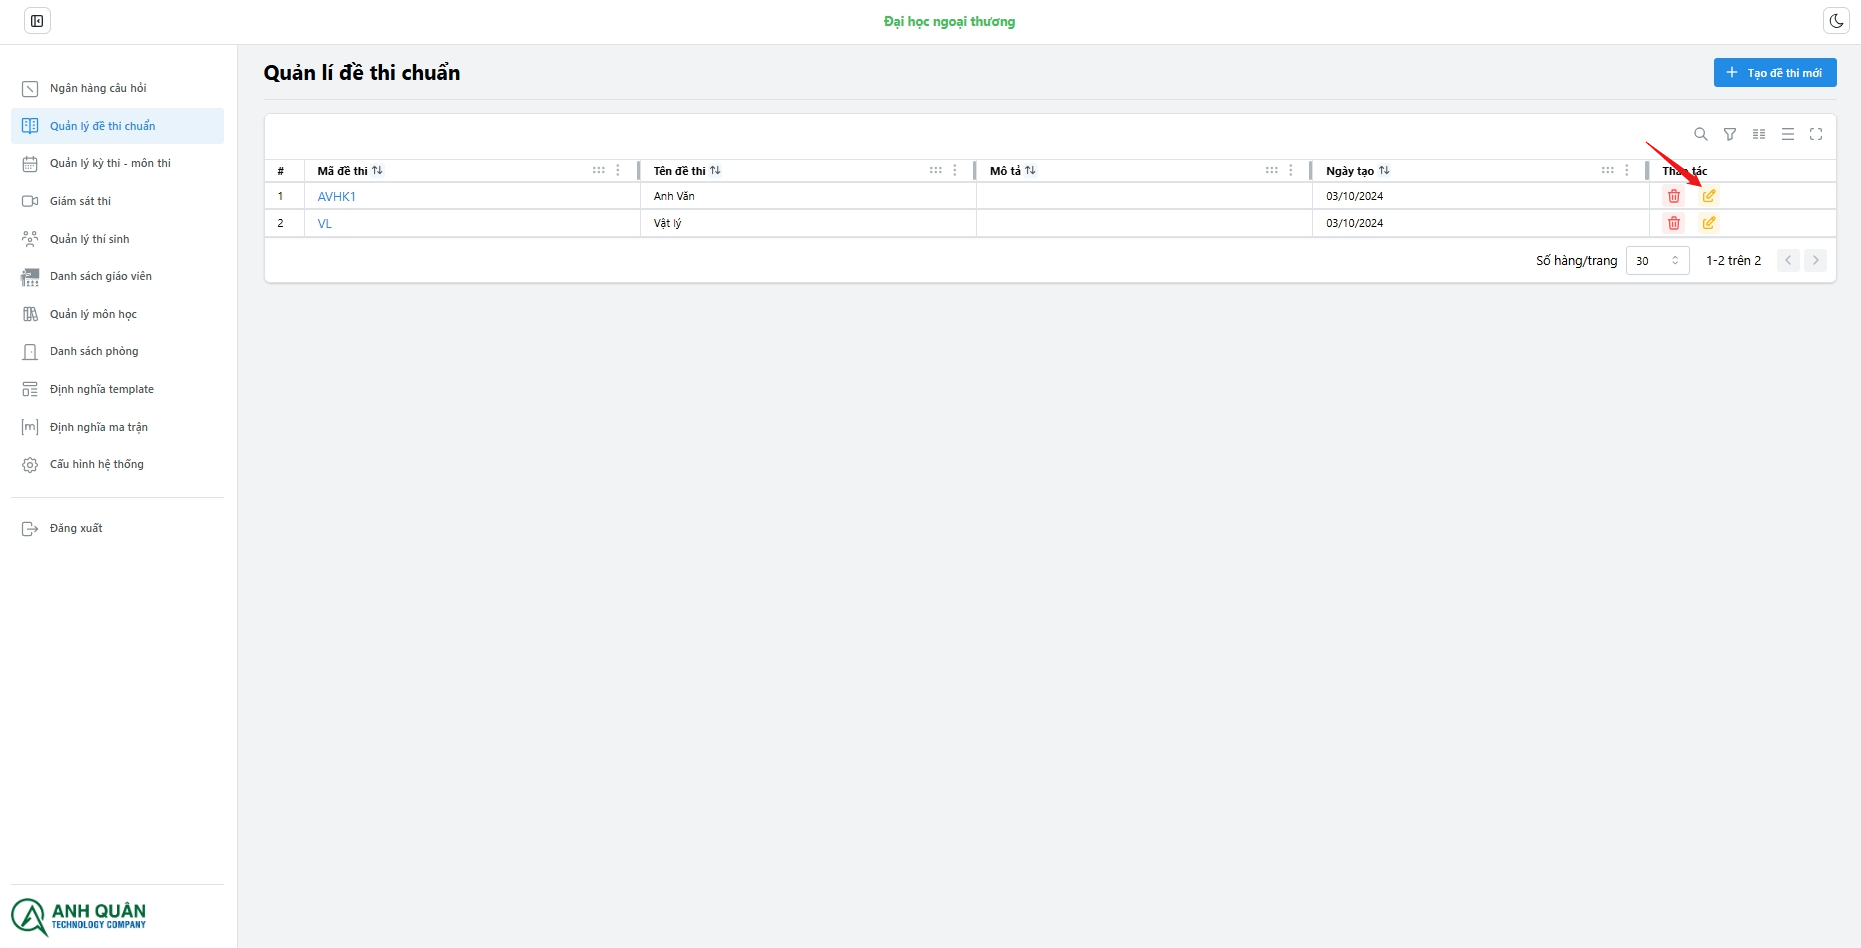 Đại học ngoại thương
Ngân hàng câu hỏi
Quản lý đề thi chuẩn
Quản lý kỳ thi - môn thi
Giám sát thi
Quản lý thí sinh
Danh sách giáo viên
Quản lý môn học
Danh sách phòng
Định nghĩa template
Định nghĩa ma trận
Cấu hình hệ thống
Đăng xuất
ANH QUÂN
TECHNOLOGY COMPANY
Quản lí đề thi chuẩn
Tạo đề thi mới
# Mã đề thi Tên đề thi Mô tả Ngày tạo Thao tác
1 AVHK1 Anh Văn 03/10/2024
2 VL Vật lý 03/10/2024
Số hàng/trang 30 1-2 trên 2